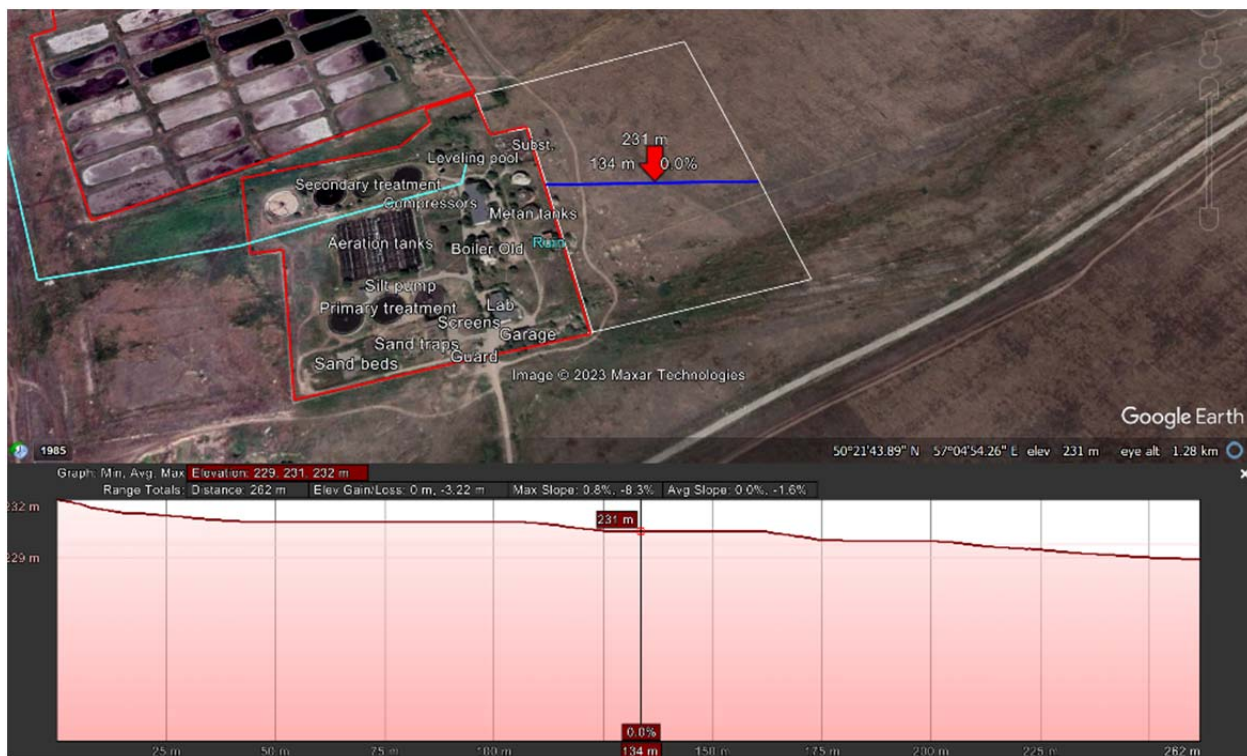 231 m
134 m 0.0%
Subst.
Leveling pool
Secondary treatment
Compressors
Metan tanks
Aeration tanks
Boiler Old
Silt pump
Primary treatment
Lab
Screens
Garage
Sand traps
Guard
Sand beds
Image © 2023 Maxar Technologies
Google Earth
1985
50°21'43.89" N 57°04'54.26" E elev 231 m eye alt 1.28 km
Graph: Min, Avg, Max Elevation: 229, 231, 232 m
Range Totals: Distance: 262 m Elev Gain/Loss: 0 m, -3.22 m Max Slope: 0.8%, -8.3% Avg Slope: 0.0%, -1.6%
232 m
231 m
229 m
0.0%
25 m 50 m 75 m 100 m 134 m 150 m 175 m 200 m 225 m 262 m